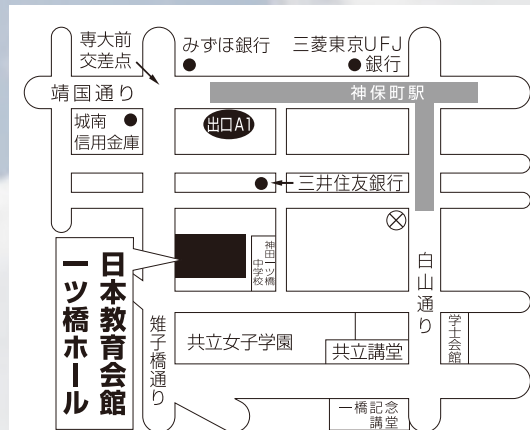 専大前
交差点
みずほ銀行
三菱東京UFJ
銀行
靖国通り
神保町駅
城南
信用金庫
出口A1
三井住友銀行
神田一ツ橋
中学校
白山通り
日本教育会館
一ツ橋ホール
雉子橋通り
共立女子学園
共立講堂
学士会館
一橋記念
講堂